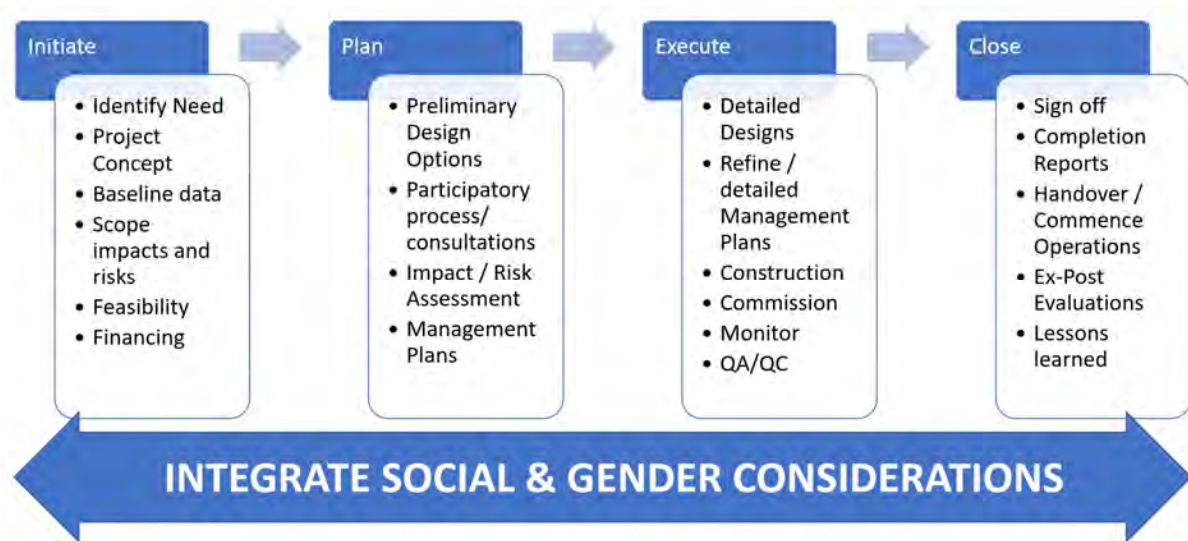 Initiate
• Identify Need
• Project
Concept
• Baseline data
• Scope
impacts and
risks
• Feasibility
• Financing
Plan
• Preliminary
Design
Options
• Participatory
process/
consultations
• Impact / Risk
Assessment
• Management
Plans
Execute
• Detailed
Designs
• Refine /
detailed
Management
Plans
• Construction
• Commission
• Monitor
• QA/QC
Close
• Sign off
• Completion
Reports
• Handover /
Commence
Operations
• Ex-Post
Evaluations
• Lessons
learned
INTEGRATE SOCIAL & GENDER CONSIDERATIONS